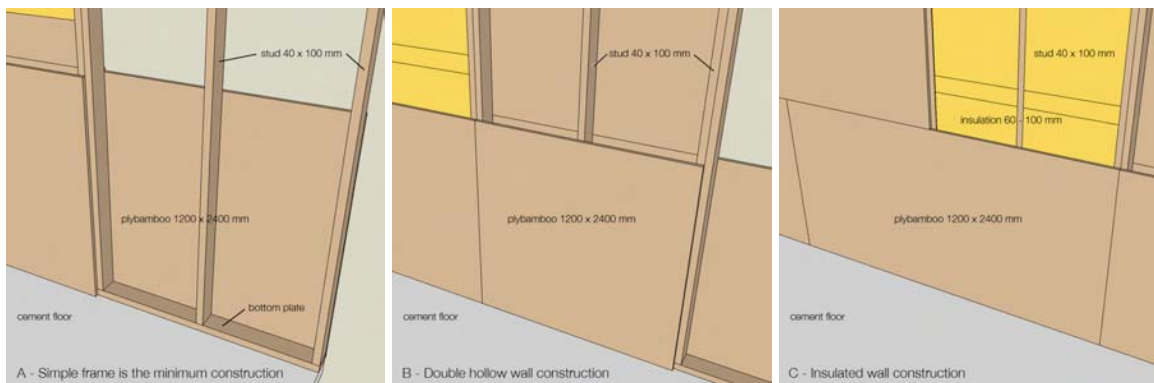 stud 40 x 100 mm
plybamboo 1200 x 2400 mm
bottom plate
cement floor
A - Simple frame is the minimum construction
stud 40 x 100 mm
plybamboo 1200 x 2400 mm
cement floor
B - Double hollow wall construction
stud 40 x 100 mm
insulation 60 - 100 mm
plybamboo 1200 x 2400 mm
cement floor
C - Insulated wall construction